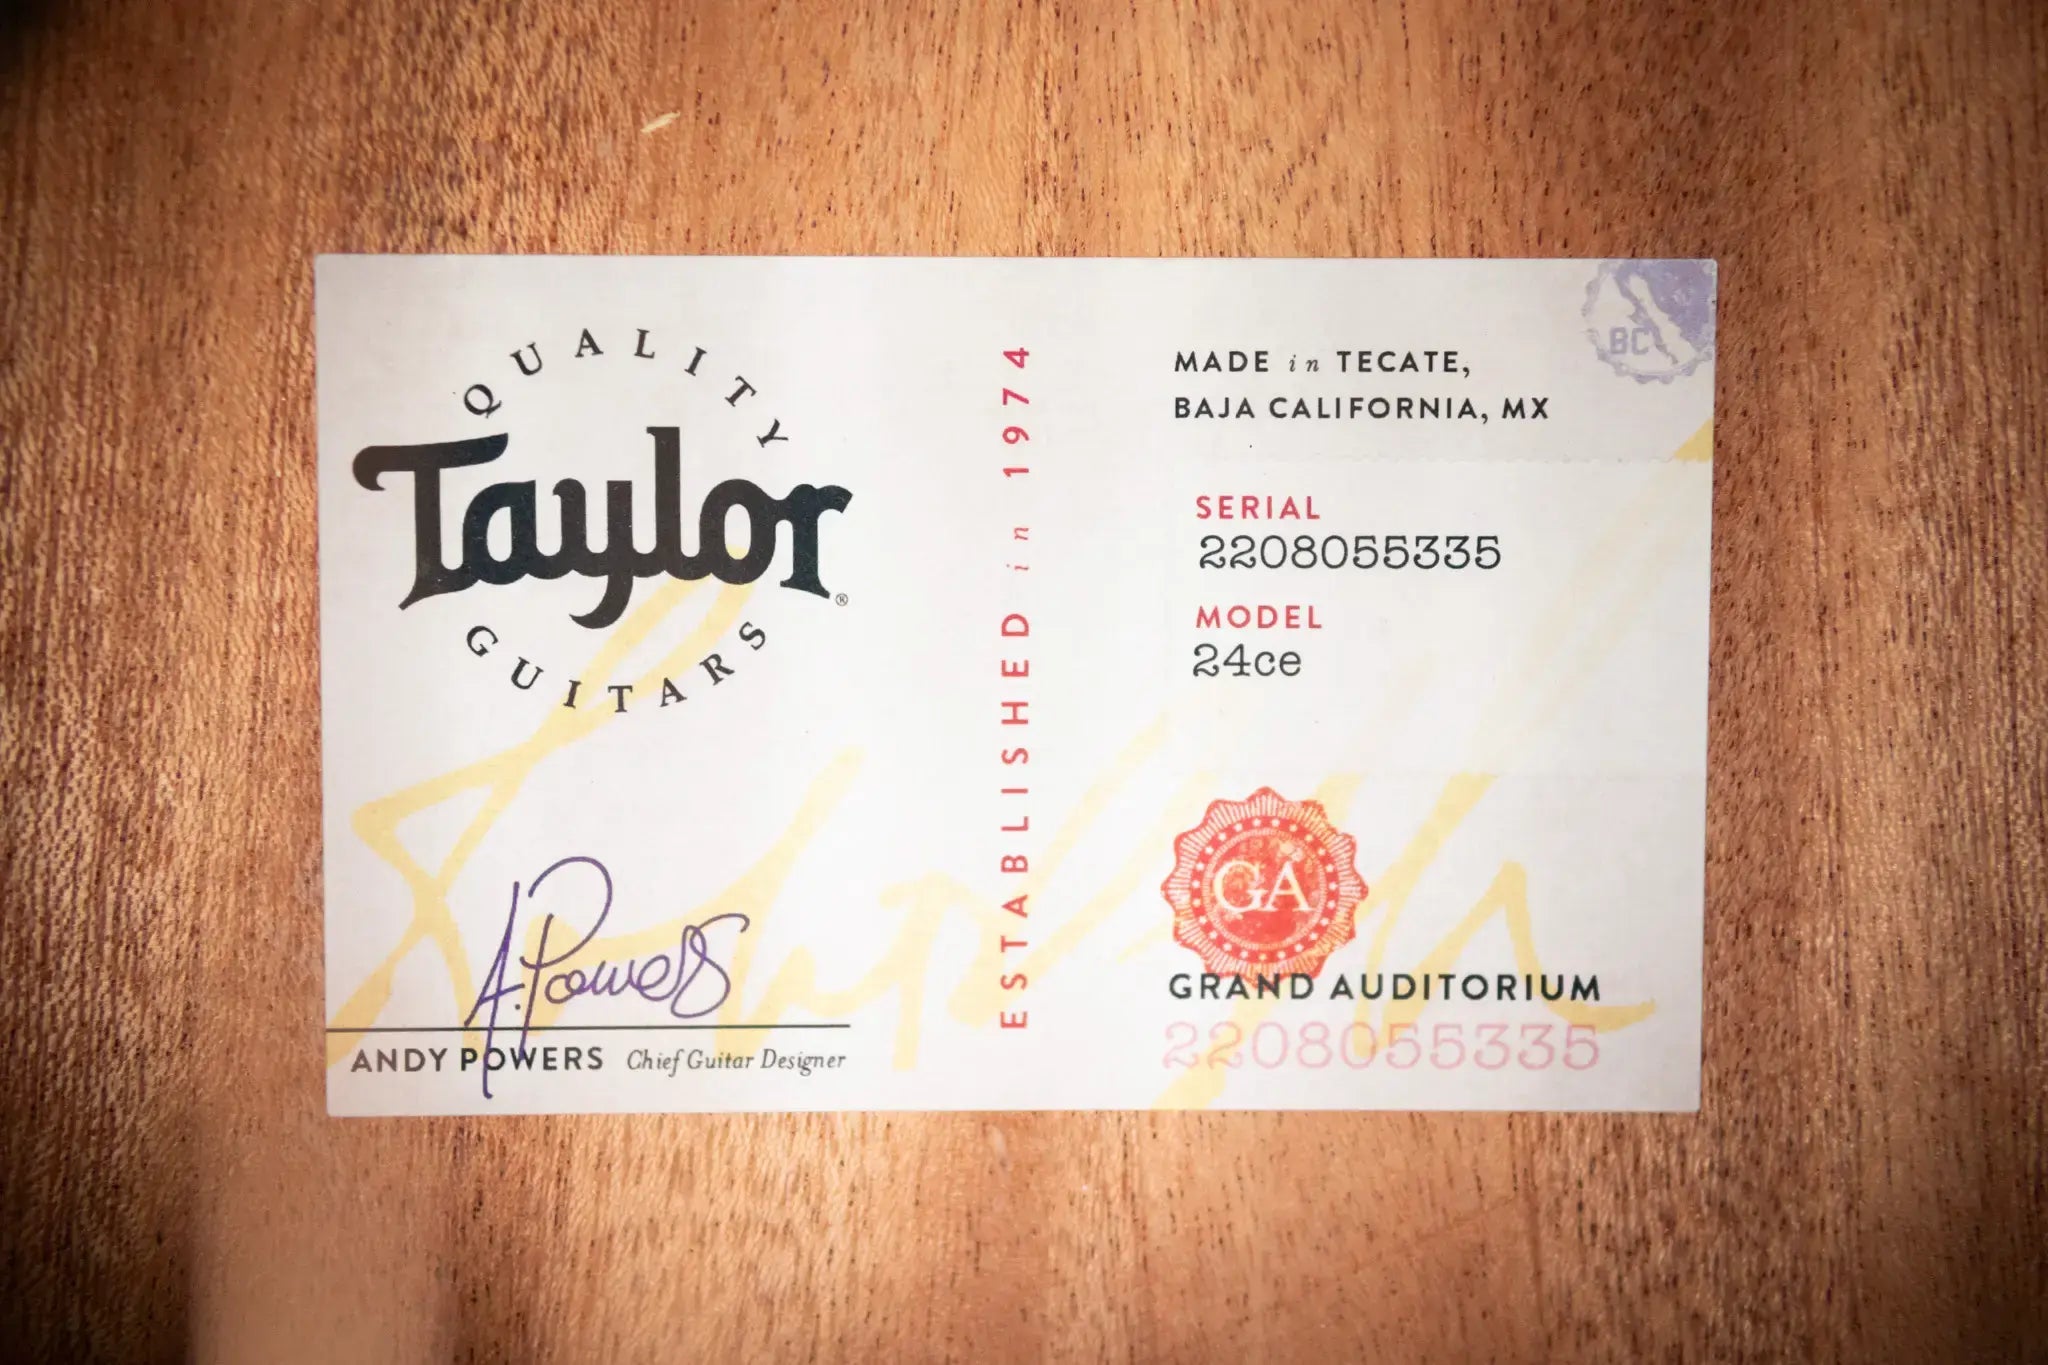 QUALITY
Taylor®
GUITARS
A. Powers
ANDY POWERS Chief Guitar Designer
ESTABLISHED in 1974
BC
MADE in TECATE,
BAJA CALIFORNIA, MX
SERIAL
2208055335
MODEL
24ce
GA
GRAND AUDITORIUM
2208055335